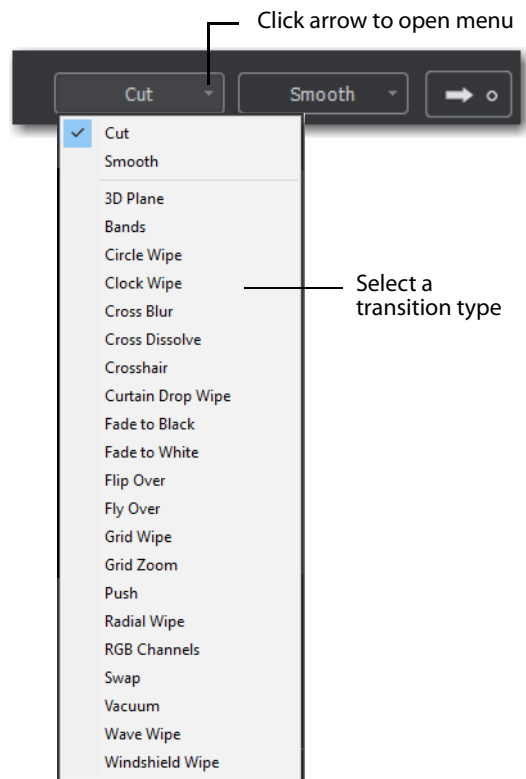 Click arrow to open menu
Cut Smooth
Cut
Smooth
3D Plane
Bands
Circle Wipe
Clock Wipe
Select a
transition type
Cross Blur
Cross Dissolve
Crosshair
Curtain Drop Wipe
Fade to Black
Fade to White
Flip Over
Fly Over
Grid Wipe
Grid Zoom
Push
Radial Wipe
RGB Channels
Swap
Vacuum
Wave Wipe
Windshield Wipe